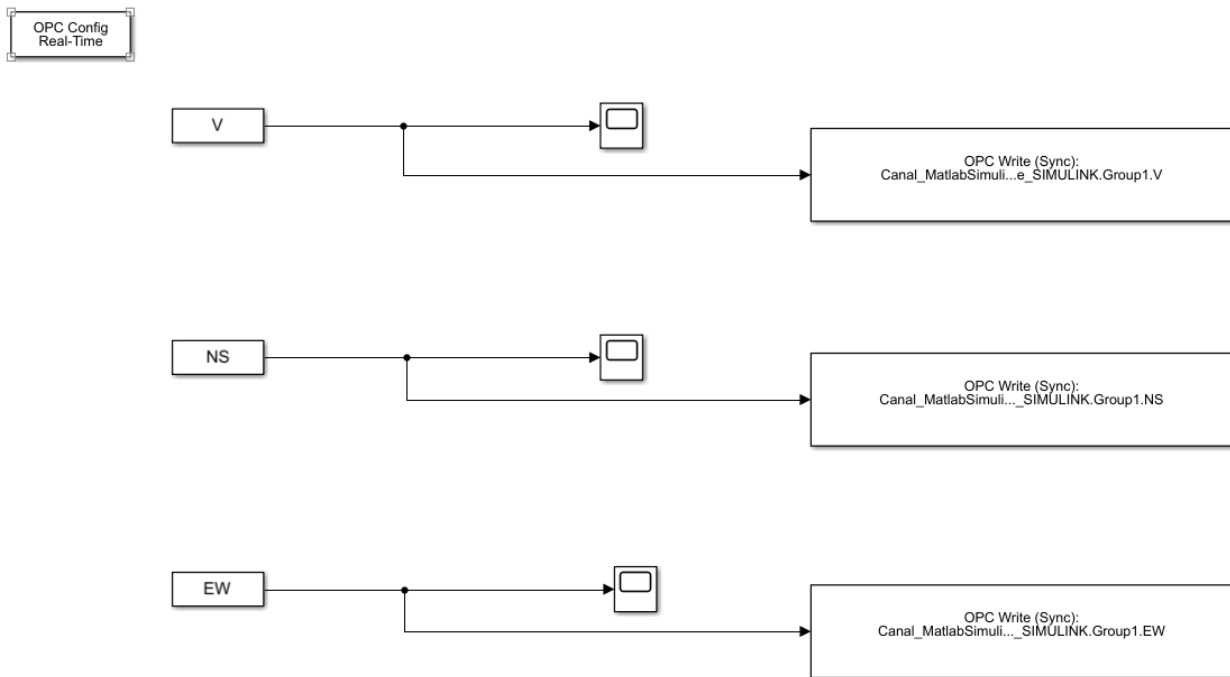 OPC Config
Real-Time
V
OPC Write (Sync):
Canal_MatlabSimuli...e_SIMULINK.Group1.V
NS
OPC Write (Sync):
Canal_MatlabSimuli..._SIMULINK.Group1.NS
EW
OPC Write (Sync):
Canal_MatlabSimuli..._SIMULINK.Group1.EW